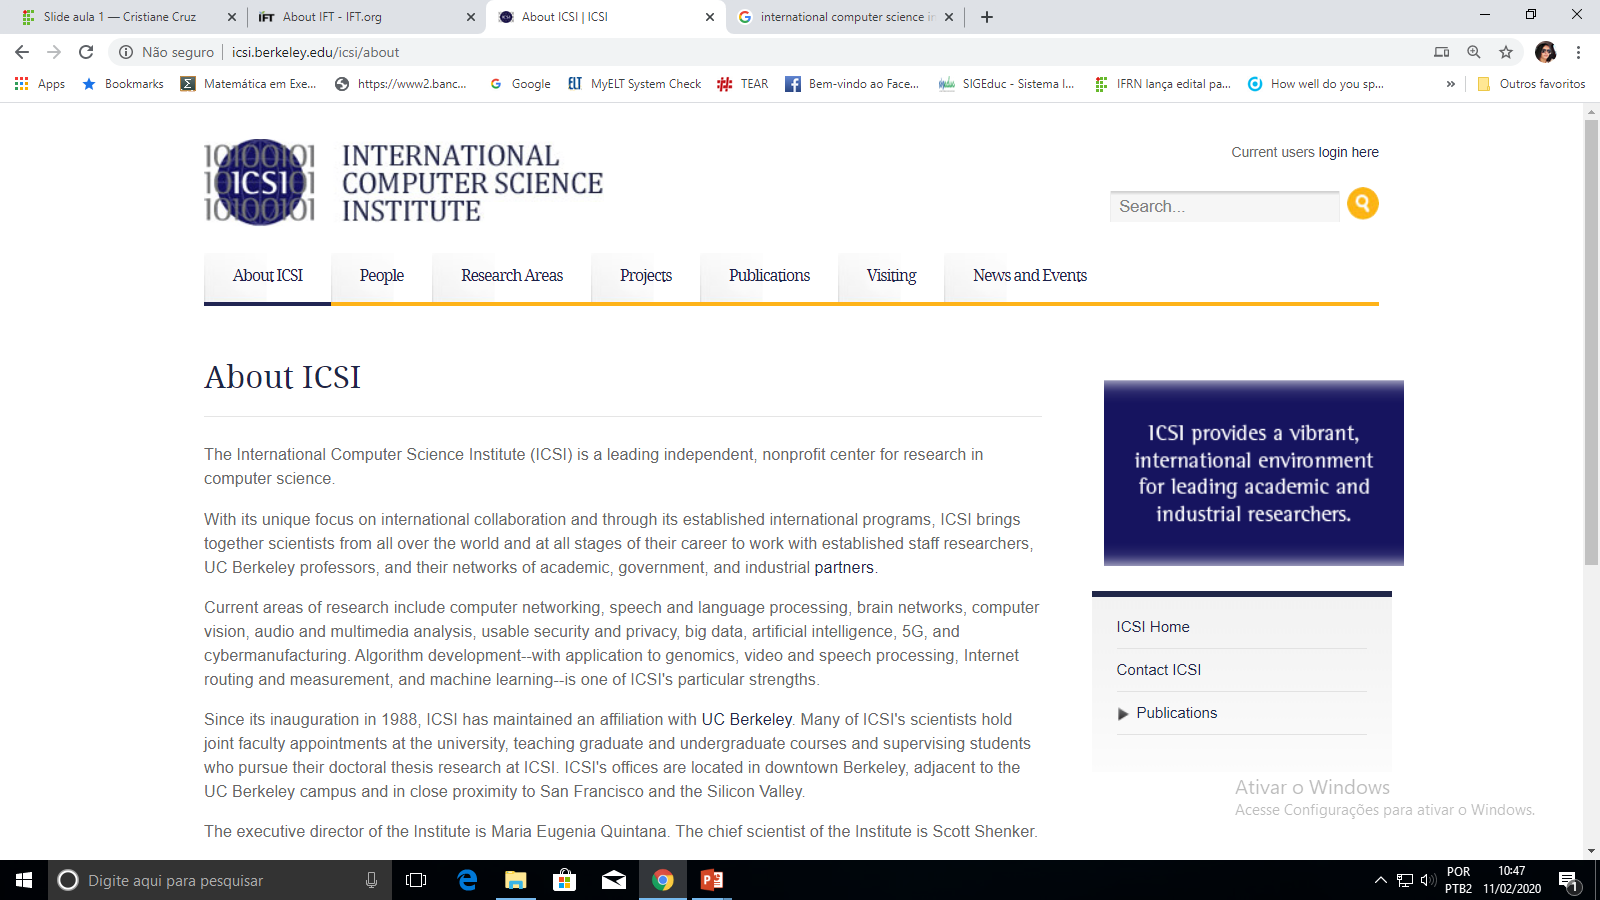 Slide aula 1 — Cristiane Cruz
IFT About IFT - IFT.org
About ICSI | ICSI
international computer science in
Não seguro icsi.berkeley.edu/icsi/about
Apps Bookmarks Matemática em Exe... https://www2.banc... Google MyELT System Check TEAR Bem-vindo ao Face... SIGEduc - Sistema I... IFRN lança edital pa... How well do you sp... » Outros favoritos
10100101
10 ICSI 01
10100101
INTERNATIONAL
COMPUTER SCIENCE
INSTITUTE
Current users login here
Search...
About ICSI People Research Areas Projects Publications Visiting News and Events
About ICSI
The International Computer Science Institute (ICSI) is a leading independent, nonprofit center for research in
computer science.
With its unique focus on international collaboration and through its established international programs, ICSI brings
together scientists from all over the world and at all stages of their career to work with established staff researchers,
UC Berkeley professors, and their networks of academic, government, and industrial partners.
Current areas of research include computer networking, speech and language processing, brain networks, computer
vision, audio and multimedia analysis, usable security and privacy, big data, artificial intelligence, 5G, and
cybermanufacturing. Algorithm development--with application to genomics, video and speech processing, Internet
routing and measurement, and machine learning--is one of ICSI's particular strengths.
Since its inauguration in 1988, ICSI has maintained an affiliation with UC Berkeley. Many of ICSI's scientists hold
joint faculty appointments at the university, teaching graduate and undergraduate courses and supervising students
who pursue their doctoral thesis research at ICSI. ICSI's offices are located in downtown Berkeley, adjacent to the
UC Berkeley campus and in close proximity to San Francisco and the Silicon Valley.
The executive director of the Institute is Maria Eugenia Quintana. The chief scientist of the Institute is Scott Shenker.
ICSI provides a vibrant,
international environment
for leading academic and
industrial researchers.
ICSI Home
Contact ICSI
Publications
Ativar o Windows
Acesse Configurações para ativar o Windows.
Digite aqui para pesquisar
POR
PTB2
10:47
11/02/2020
1